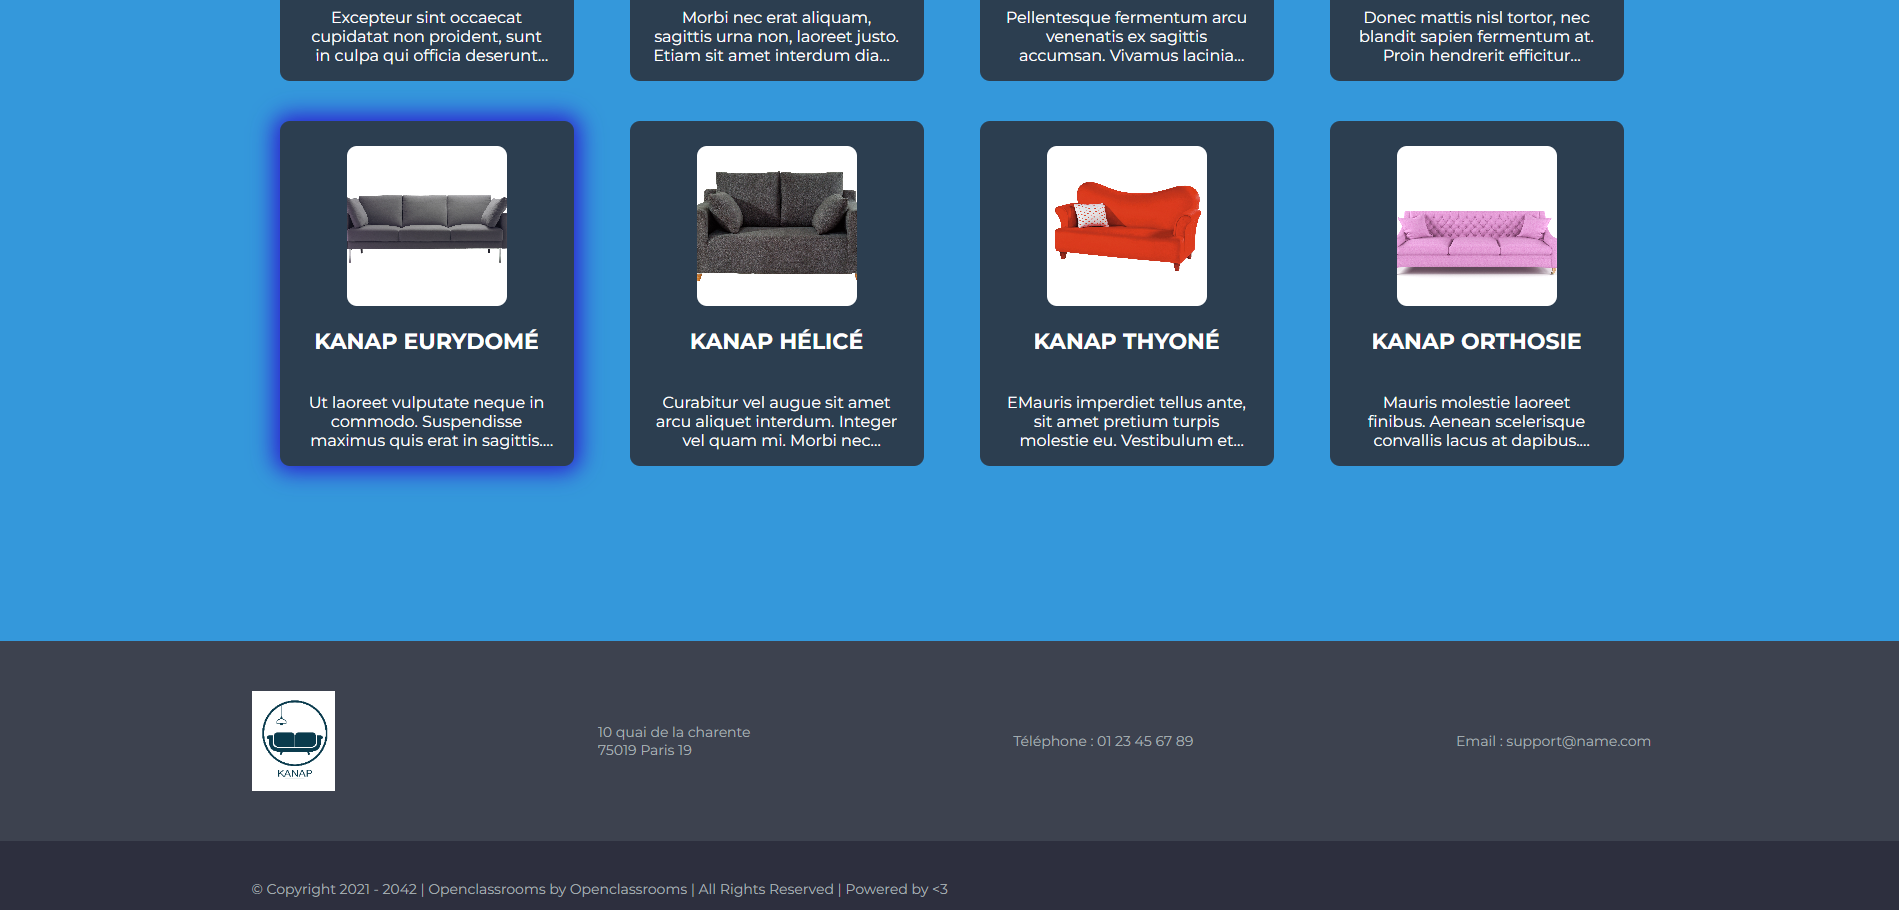 Excepteur sint occaecat
cupidatat non proident, sunt
in culpa qui officia deserunt...
Morbi nec erat aliquam,
sagittis urna non, laoreet justo.
Etiam sit amet interdum dia...
Pellentesque fermentum arcu
venenatis ex sagittis
accumsan. Vivamus lacinia...
Donec mattis nisl tortor, nec
blandit sapien fermentum at.
Proin hendrerit efficitur...
KANAP EURYDOMÉ
Ut laoreet vulputate neque in
commodo. Suspendisse
maximus quis erat in sagittis....
KANAP HÉLICÉ
Curabitur vel augue sit amet
arcu aliquet interdum. Integer
vel quam mi. Morbi nec...
KANAP THYONÉ
EMauris imperdiet tellus ante,
sit amet pretium turpis
molestie eu. Vestibulum et...
KANAP ORTHOSIE
Mauris molestie laoreet
finibus. Aenean scelerisque
convallis lacus at dapibus....
KANAP
10 quai de la charente
75019 Paris 19
Téléphone : 01 23 45 67 89
Email : support@name.com
© Copyright 2021 - 2042 | Openclassrooms by Openclassrooms | All Rights Reserved | Powered by <3